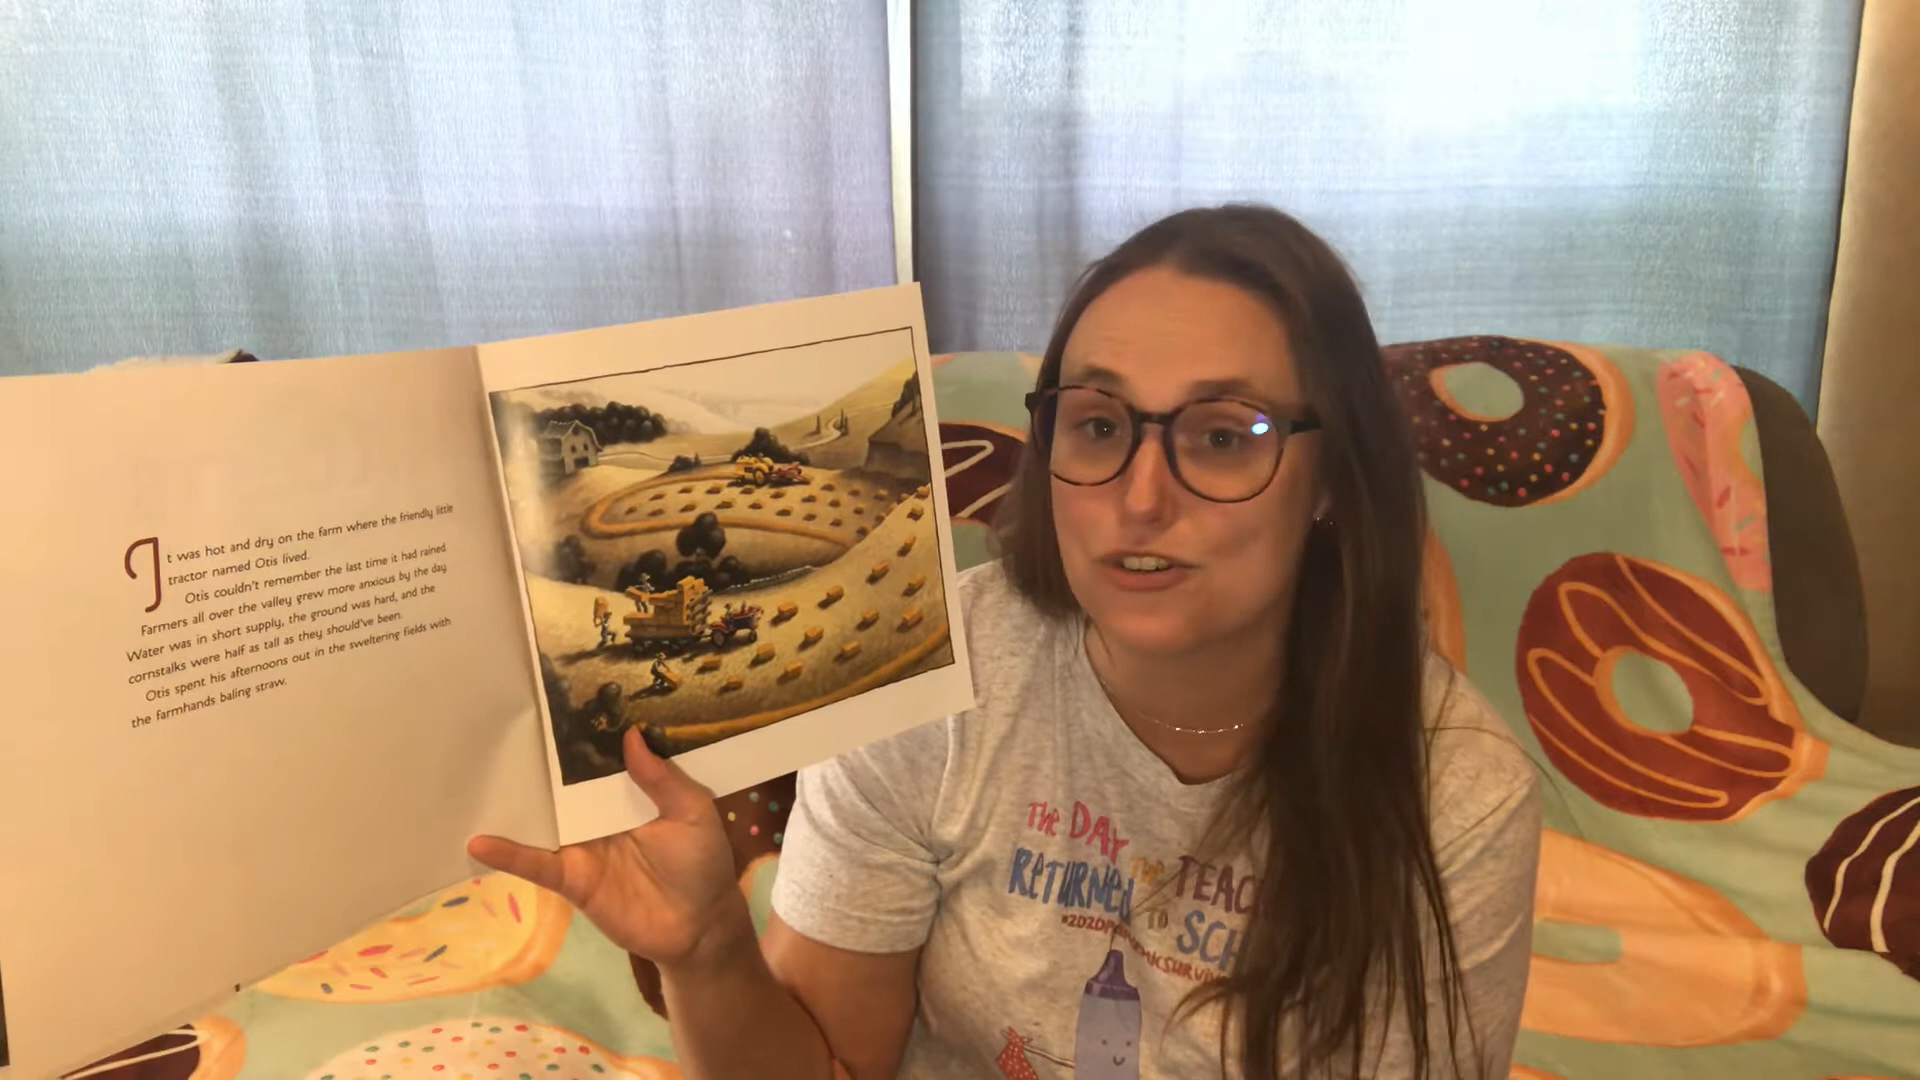 It was hot and dry on the farm where the friendly little
tractor named Otis lived.
Otis couldn't remember the last time it had rained.
Farmers all over the valley grew more anxious by the day.
Water was in short supply, the ground was hard, and the
cornstalks were half as tall as they should've been.
Otis spent his afternoons out in the sweltering fields with
the farmhands baling straw.
The DAY THE TEAC
RETURNED TO SCH